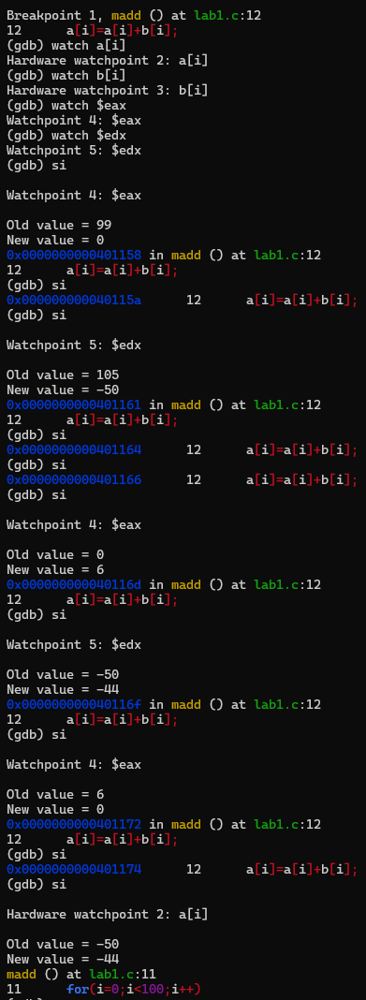 Breakpoint 1, madd () at lab1.c:12
12 a[i]=a[i]+b[i];
(gdb) watch a[i]
Hardware watchpoint 2: a[i]
(gdb) watch b[i]
Hardware watchpoint 3: b[i]
(gdb) watch $eax
Watchpoint 4: $eax
(gdb) watch $edx
Watchpoint 5: $edx
(gdb) si
Watchpoint 4: $eax
Old value = 99
New value = 0
0x0000000000401158 in madd () at lab1.c:12
12 a[i]=a[i]+b[i];
(gdb) si
0x000000000040115a 12 a[i]=a[i]+b[i];
(gdb) si
Watchpoint 5: $edx
Old value = 105
New value = -50
0x0000000000401161 in madd () at lab1.c:12
12 a[i]=a[i]+b[i];
(gdb) si
0x0000000000401164 12 a[i]=a[i]+b[i];
(gdb) si
0x0000000000401166 12 a[i]=a[i]+b[i];
(gdb) si
Watchpoint 4: $eax
Old value = 0
New value = 6
0x000000000040116d in madd () at lab1.c:12
12 a[i]=a[i]+b[i];
(gdb) si
Watchpoint 5: $edx
Old value = -50
New value = -44
0x000000000040116f in madd () at lab1.c:12
12 a[i]=a[i]+b[i];
(gdb) si
Watchpoint 4: $eax
Old value = 6
New value = 0
0x0000000000401172 in madd () at lab1.c:12
12 a[i]=a[i]+b[i];
(gdb) si
0x0000000000401174 12 a[i]=a[i]+b[i];
(gdb) si
Hardware watchpoint 2: a[i]
Old value = -50
New value = -44
madd () at lab1.c:11
11 for(i=0;i<100;i++)